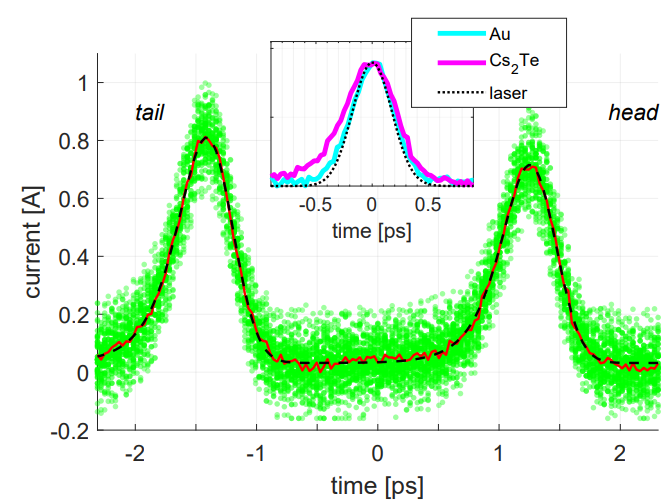 Au
Cs2Te
laser
tail
head
1
0.8
0.6
0.4
0.2
0
-0.2
current [A]
-0.5 0 0.5
time [ps]
-2 -1 0 1 2
time [ps]